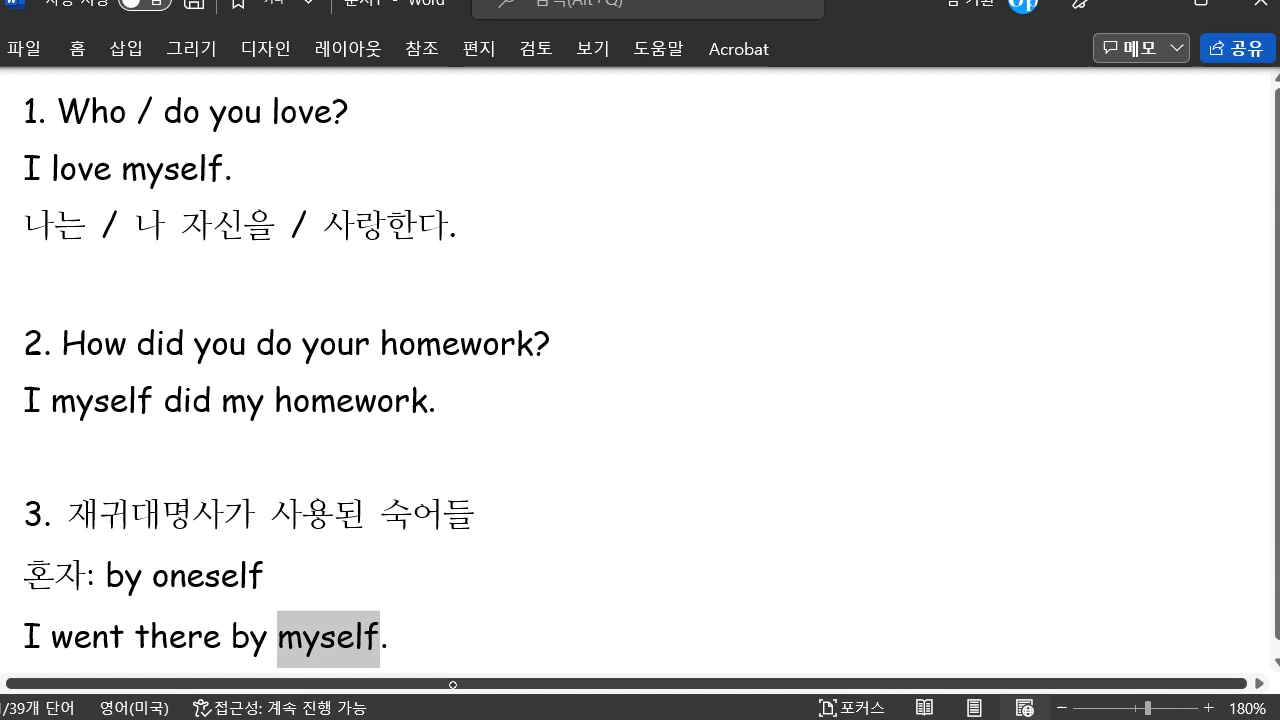 파일 홈 삽입 그리기 디자인 레이아웃 참조 편지 검토 보기 도움말 Acrobat 메모 공유
1. Who / do you love?
I love myself.
나는 / 나 자신을 / 사랑한다.
2. How did you do your homework?
I myself did my homework.
3. 재귀대명사가 사용된 숙어들
혼자: by oneself
I went there by myself.
/39개 단어 영어(미국) 접근성: 계속 진행 가능 포커스 180%